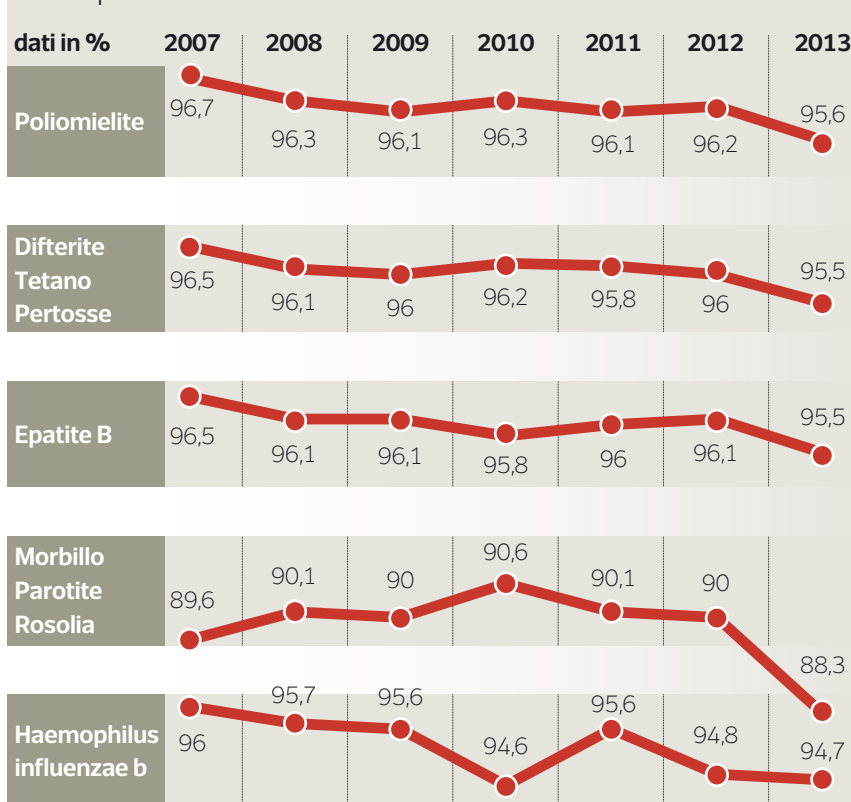 dati in % 2007 2008 2009 2010 2011 2012 2013
Poliomielite
96,7 96,3 96,1 96,3 96,1 96,2 95,6
Difterite
Tetano
Pertosse
96,5 96,1 96 96,2 95,8 96 95,5
Epatite B
96,5 96,1 96,1 95,8 96 96,1 95,5
Morbillo
Parotite
Rosolia
89,6 90,1 90 90,6 90,1 90 88,3
Haemophilus
influenzae b
96 95,7 95,6 94,6 95,6 94,8 94,7